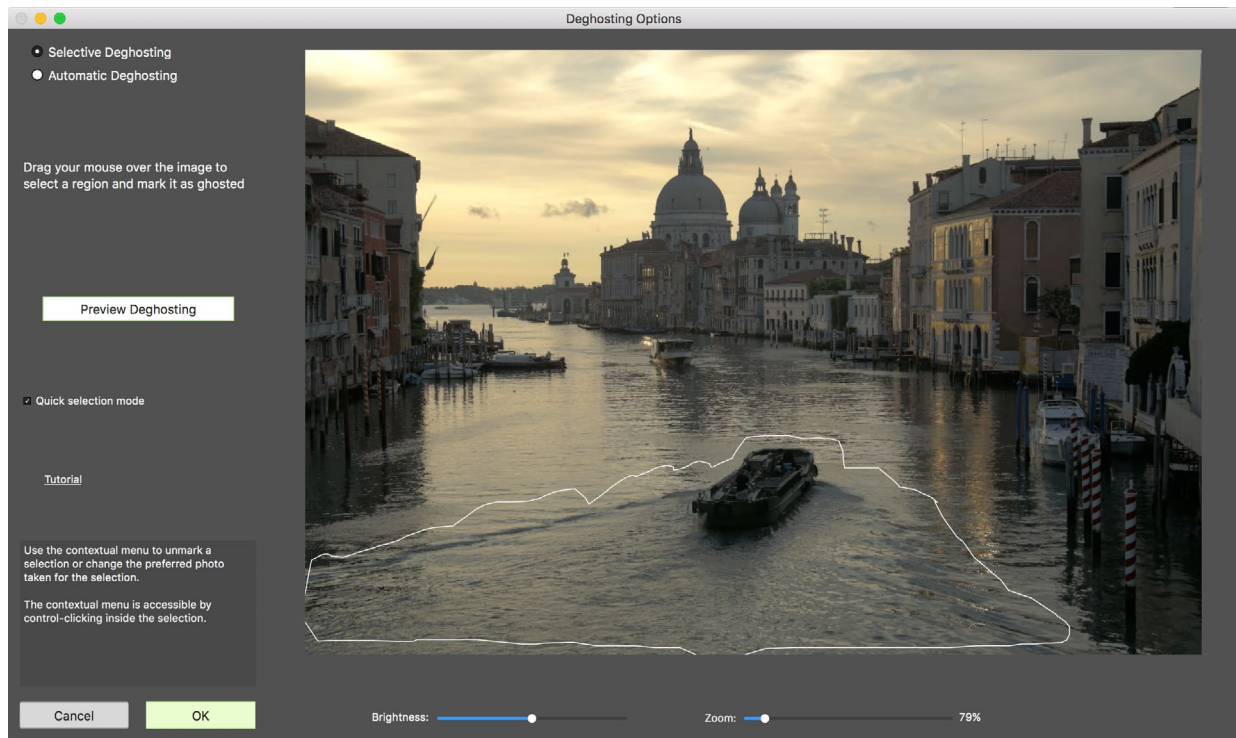 Deghosting Options
Selective Deghosting
Automatic Deghosting
Drag your mouse over the image to
select a region and mark it as ghosted
Preview Deghosting
Quick selection mode
Tutorial
Use the contextual menu to unmark a
selection or change the preferred photo
taken for the selection.
The contextual menu is accessible by
control-clicking inside the selection.
Cancel
OK
Brightness:
Zoom:
79%